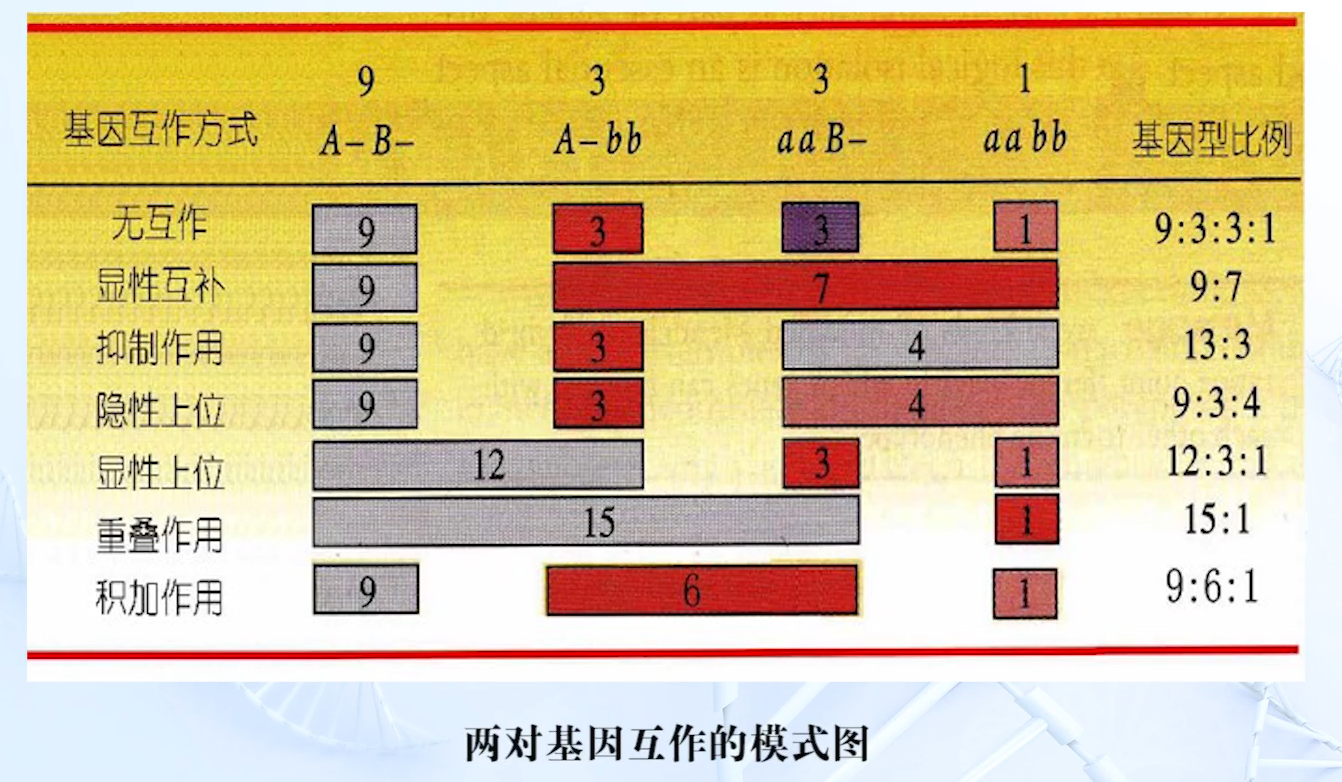 9 3 3 1
基因互作方式 A–B– A–bb aaB– aabb 基因型比例
无互作 9 3 3 1 9:3:3:1
显性互补 9 7 9:7
抑制作用 9 3 4 13:3
隐性上位 9 3 4 9:3:4
显性上位 12 3 1 12:3:1
重叠作用 15 1 15:1
积加作用 9 6 1 9:6:1
两对基因互作的模式图